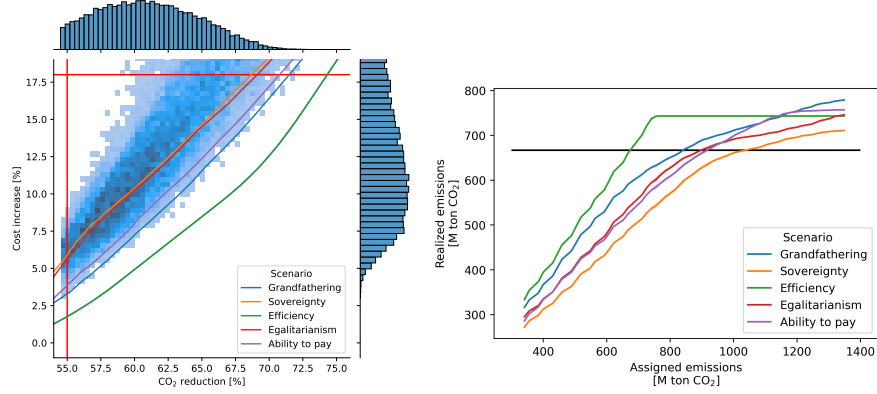 17.5
15.0
12.5
10.0
7.5
5.0
2.5
0.0
Cost increase [%]
55.0 57.5 60.0 62.5 65.0 67.5 70.0 72.5 75.0
CO₂ reduction [%]
Scenario
Grandfathering
Sovereignty
Efficiency
Egalitarianism
Ability to pay
800
700
600
500
400
300
Realized emissions
[M ton CO₂]
400 600 800 1000 1200 1400
Assigned emissions
[M ton CO₂]
Scenario
Grandfathering
Sovereignty
Efficiency
Egalitarianism
Ability to pay